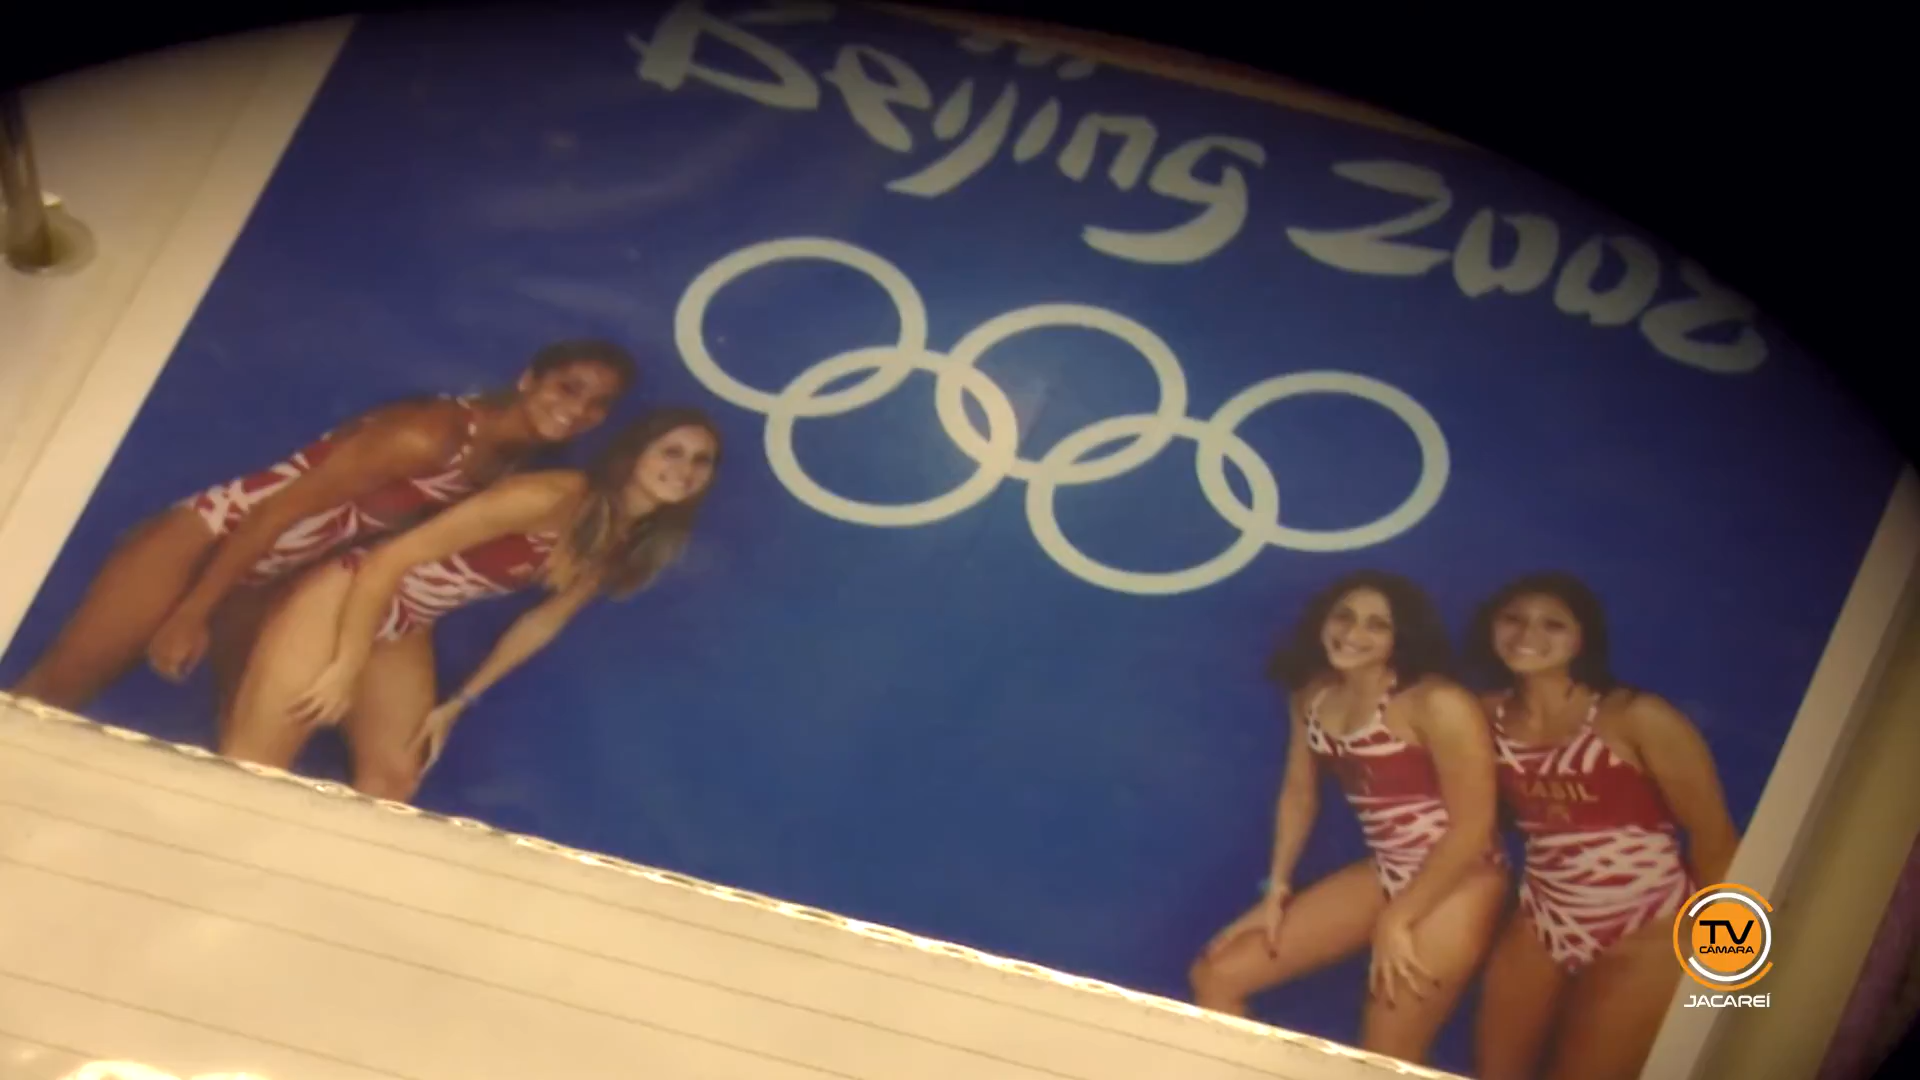 Beijing 2008
BRASIL
TV
CÂMARA
JACAREÍ